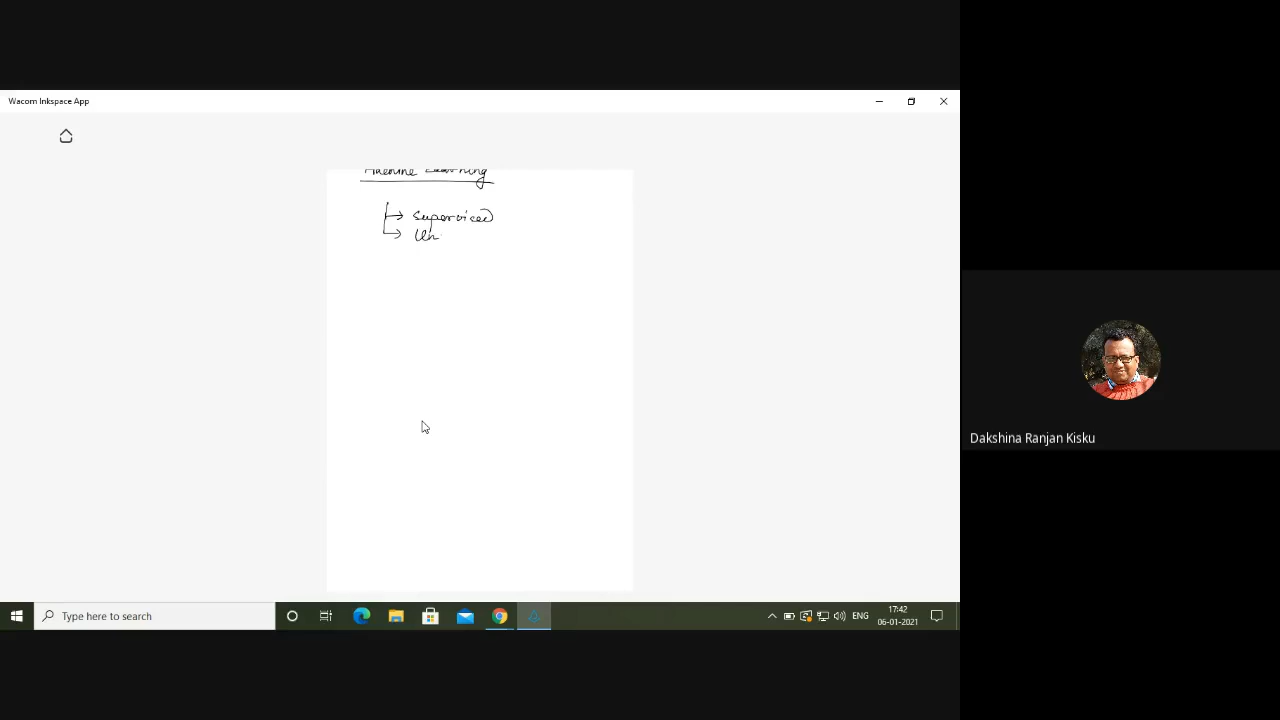 Wacom Inkspace App
Machine Learning
Supervised
Un
Dakshina Ranjan Kisku
Type here to search
ENG
17:42
06-01-2021